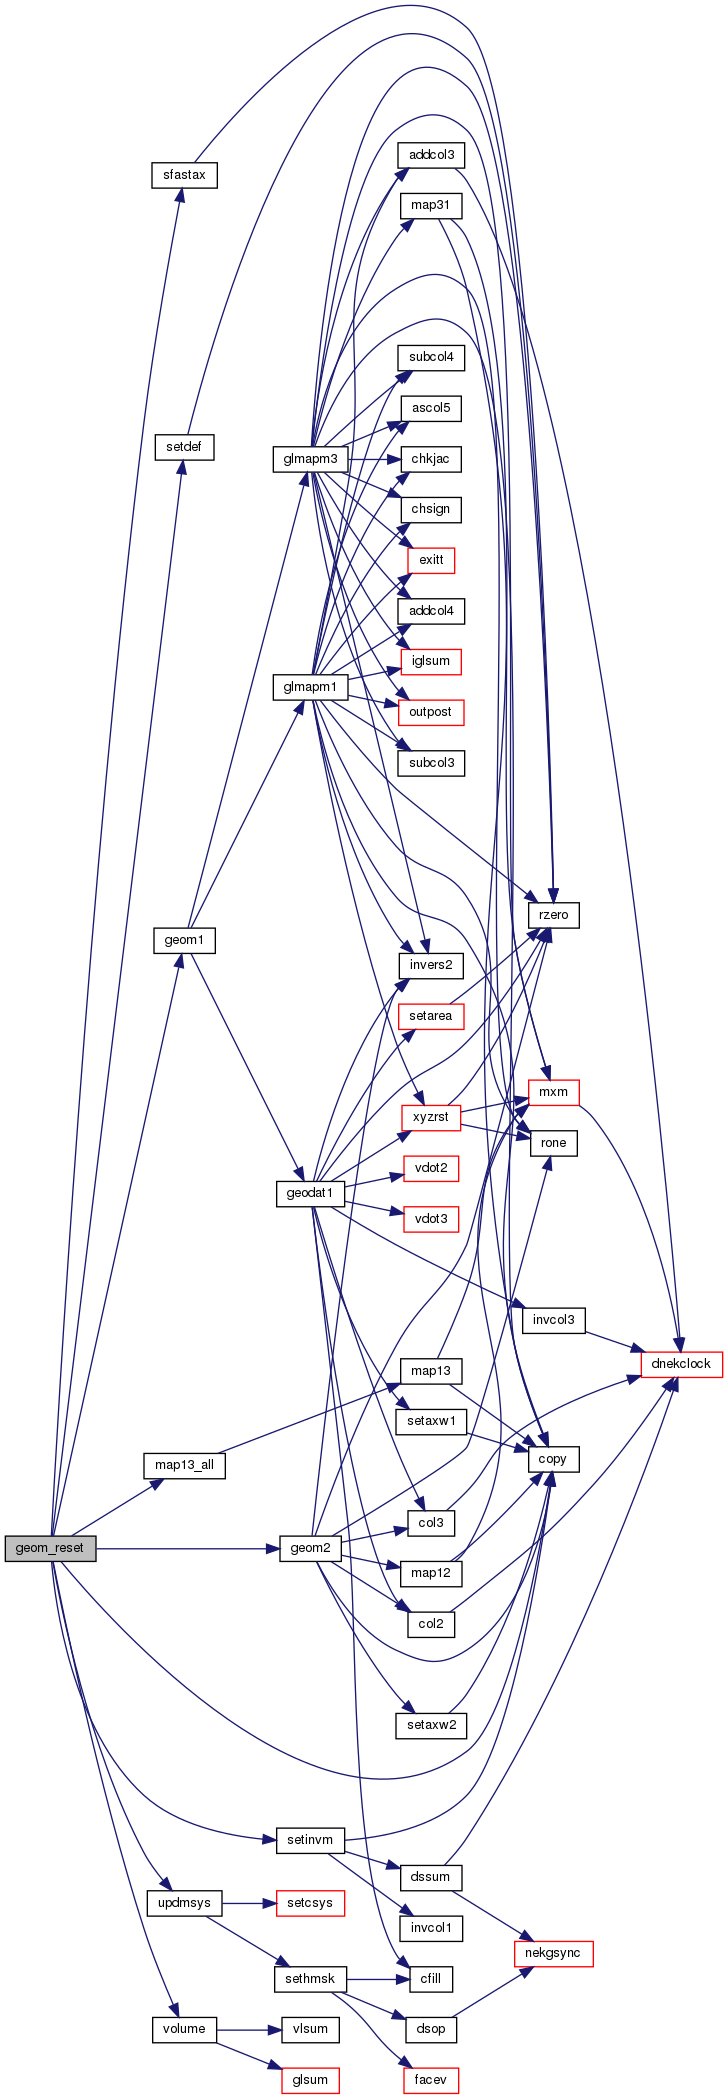 sfastax
addcol3
map31
subcol4
ascol5
setdef
glmapm3
chkjac
chsign
exitt
addcol4
iglsum
glmapm1
outpost
subcol3
rzero
geom1
invers2
setarea
mxm
xyzrst
rone
vdot2
geodat1
vdot3
invcol3
dnekclock
map13
setaxw1
copy
map13_all
col3
geom_reset
geom2
map12
col2
setaxw2
setinvm
dssum
updmsys
setcsys
invcol1
nekgsync
sethmsk
cfill
volume
vlsum
dsop
glsum
facev